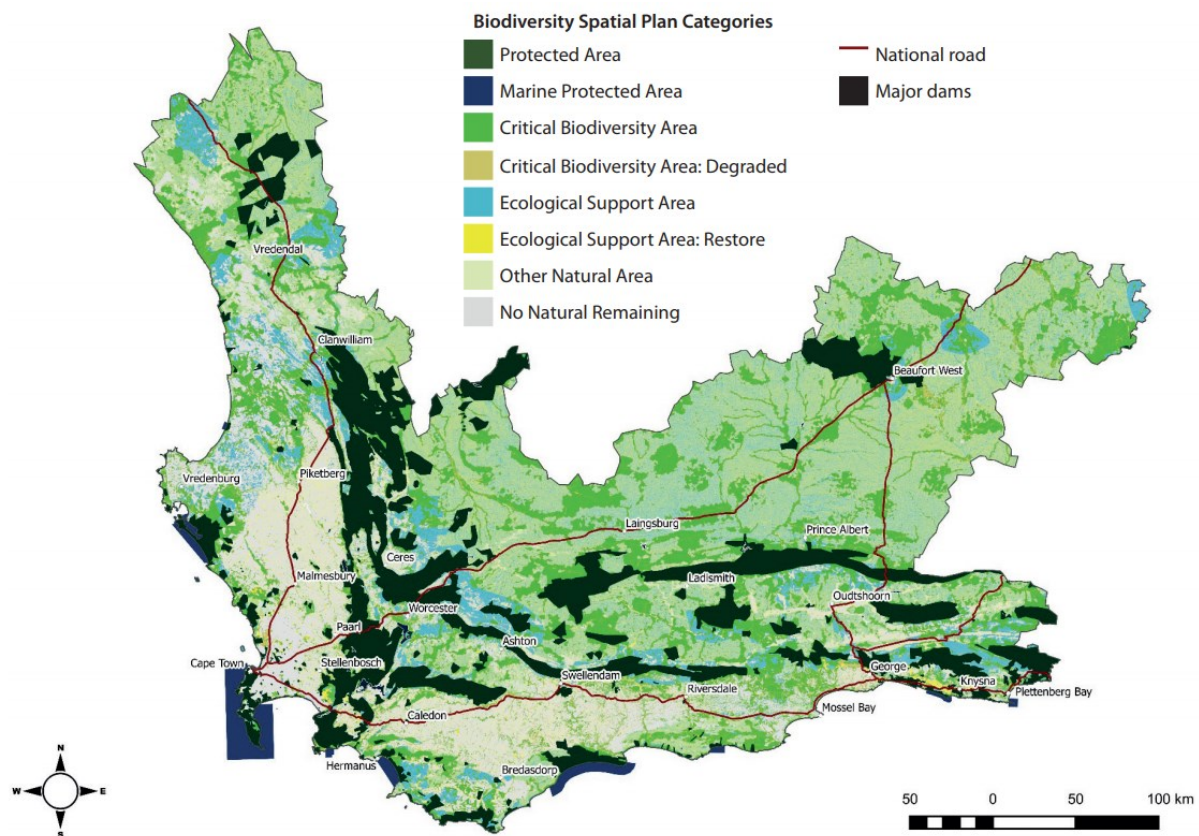 Biodiversity Spatial Plan Categories
Protected Area
Marine Protected Area
Critical Biodiversity Area
Critical Biodiversity Area: Degraded
Ecological Support Area
Ecological Support Area: Restore
Other Natural Area
No Natural Remaining
National road
Major dams
Vredendal
Clanwilliam
Beaufort West
Vredenburg
Piketberg
Laingsburg
Prince Albert
Ceres
Malmesbury
Ladismith
Oudtshoorn
Worcester
Paarl
Ashton
Cape Town
Stellenbosch
Swellendam
George
Knysna
Riversdale
Plettenberg Bay
Caledon
Mossel Bay
Hermanus
Bredasdorp
N
W E
S
50 0 50 100 km